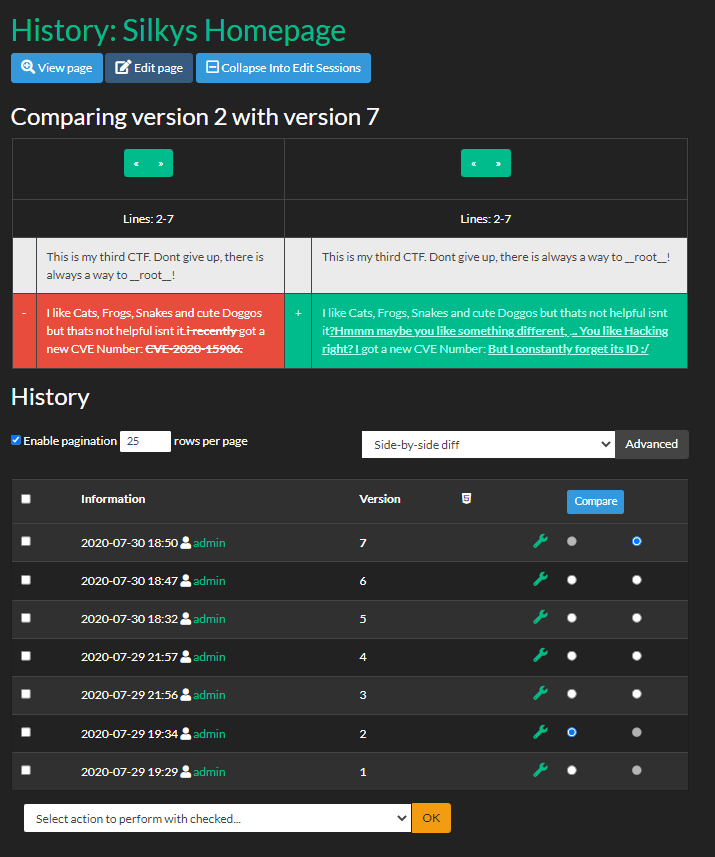 History: Silkys Homepage
View page Edit page Collapse Into Edit Sessions
Comparing version 2 with version 7
« » « »
Lines: 2-7 Lines: 2-7
This is my third CTF. Dont give up, there is
always a way to __root__!
This is my third CTF. Dont give up, there is always a way to __root__!
- I like Cats, Frogs, Snakes and cute Doggos
but thats not helpful isnt it.i recently got a
new CVE Number: CVE-2020-15906.
+ I like Cats, Frogs, Snakes and cute Doggos but thats not helpful isnt
it?Hmmm maybe you like something different, ... You like Hacking
right? I got a new CVE Number: But I constantly forget its ID :/
History
Enable pagination 25 rows per page Side-by-side diff Advanced
Information Version Compare
2020-07-30 18:50 admin 7
2020-07-30 18:47 admin 6
2020-07-30 18:32 admin 5
2020-07-29 21:57 admin 4
2020-07-29 21:56 admin 3
2020-07-29 19:34 admin 2
2020-07-29 19:29 admin 1
Select action to perform with checked... OK